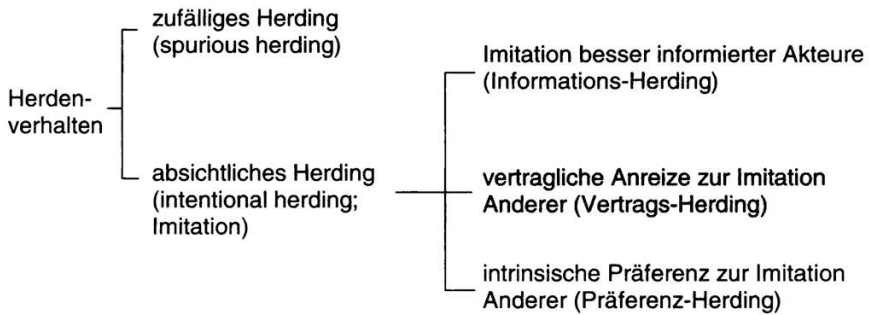 Herden-
verhalten
zufälliges Herding
(spurious herding)
absichtliches Herding
(intentional herding;
Imitation)
Imitation besser informierter Akteure
(Informations-Herding)
vertragliche Anreize zur Imitation
Anderer (Vertrags-Herding)
intrinsische Präferenz zur Imitation
Anderer (Präferenz-Herding)